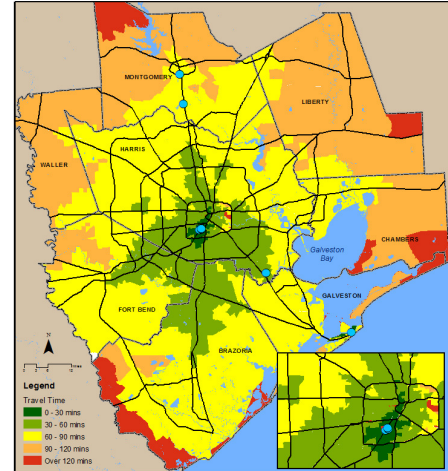 MONTGOMERY
LIBERTY
HARRIS
WALLER
CHAMBERS
Galveston
Bay
GALVESTON
FORT BEND
BRAZORIA
N
Legend
Travel Time
0 - 30 mins
30 - 60 mins
60 - 90 mins
90 - 120 mins
Over 120 mins